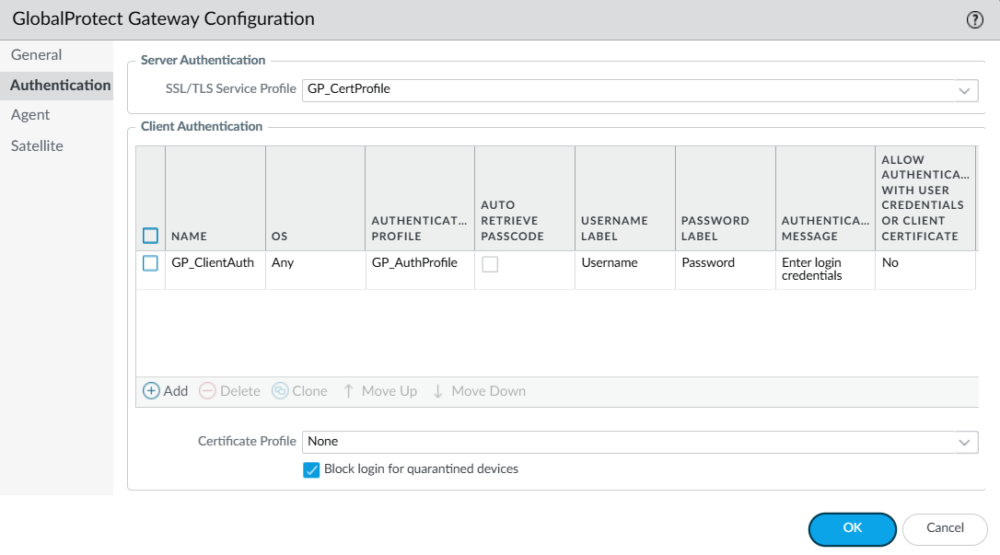 GlobalProtect Gateway Configuration
?
General
Authentication
Agent
Satellite
Server Authentication
SSL/TLS Service Profile GP_CertProfile
Client Authentication
NAME
OS
AUTHENTICAT...
PROFILE
AUTO
RETRIEVE
PASSCODE
USERNAME
LABEL
PASSWORD
LABEL
AUTHENTICA...
MESSAGE
ALLOW
AUTHENTICA...
WITH USER
CREDENTIALS
OR CLIENT
CERTIFICATE
GP_ClientAuth
Any
GP_AuthProfile
Username
Password
Enter login
credentials
No
Add Delete Clone Move Up Move Down
Certificate Profile None
Block login for quarantined devices
OK Cancel